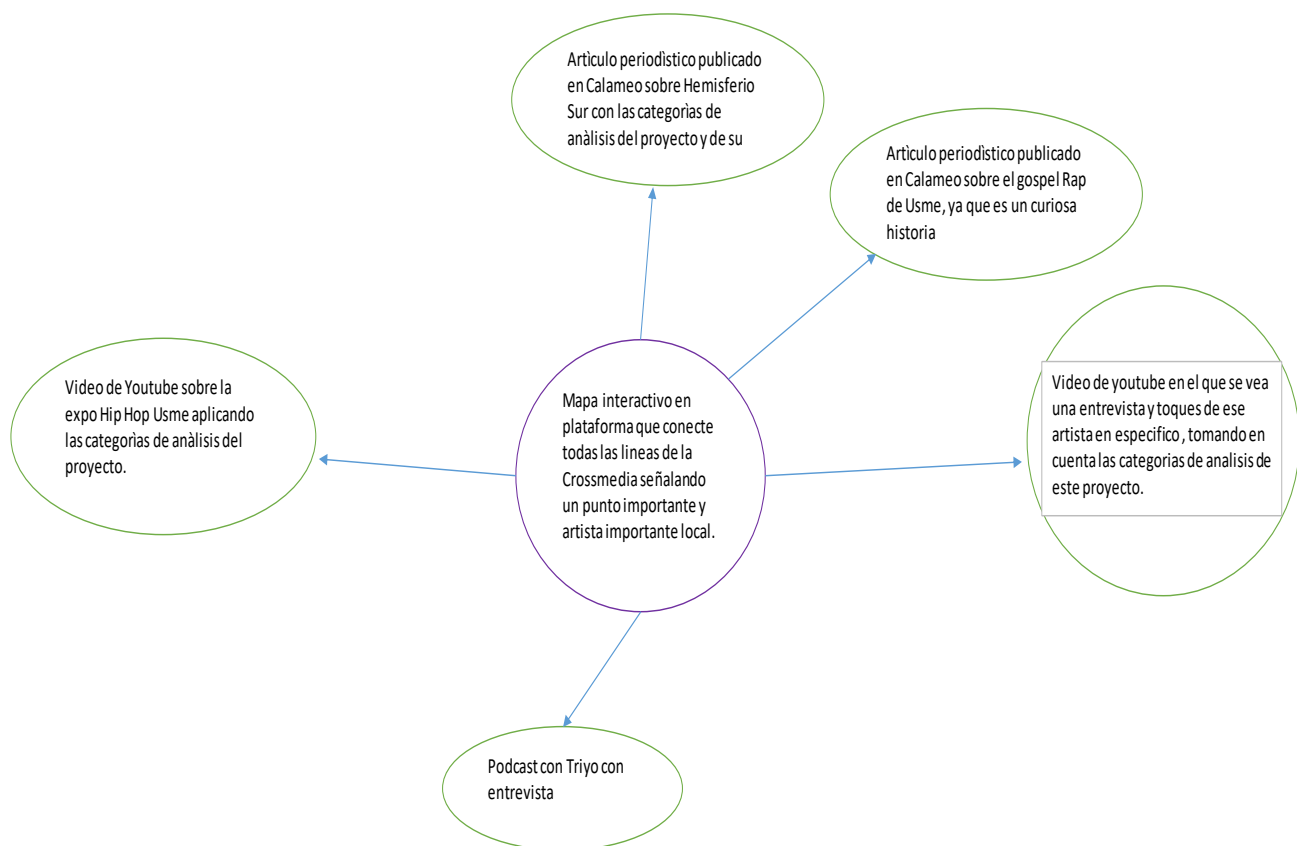 Artìculo periodìstico publicado
en Calameo sobre Hemisferio
Sur con las categorìas de
anàlisis del proyecto y de su
Artìculo periodìstico publicado
en Calameo sobre el gospel Rap
de Usme, ya que es un curiosa
historia
Video de Youtube sobre la
expo Hip Hop Usme aplicando
las categorìas de anàlisis del
proyecto.
Mapa interactivo en
plataforma que conecte
todas las lineas de la
Crossmedia señalando
un punto importante y
artista importante local.
Video de youtube en el que se vea
una entrevista y toques de ese
artista en especifico , tomando en
cuenta las categorias de analisis de
este proyecto.
Podcast con Triyo con
entrevista